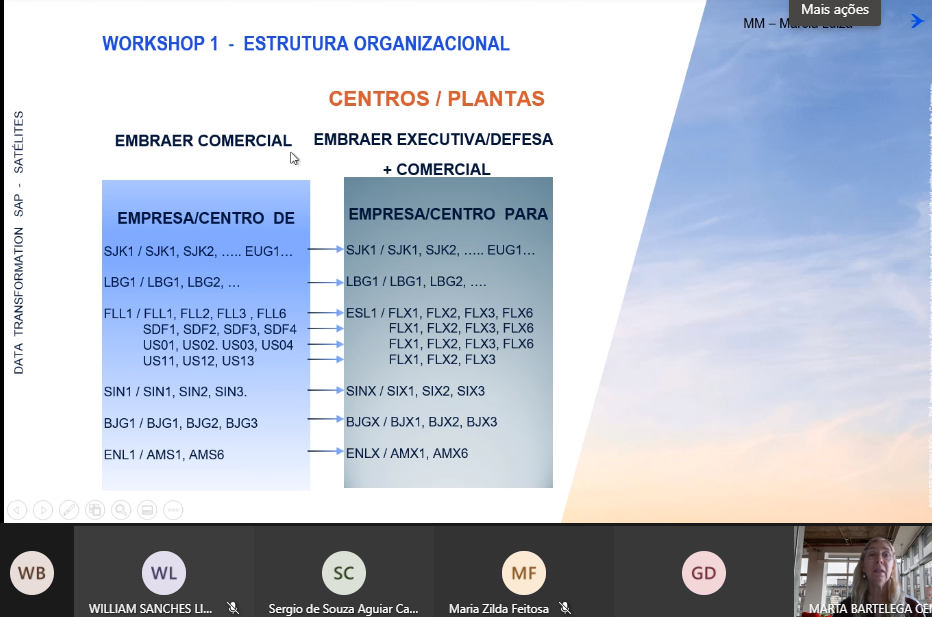 Mais ações
MM – Marcia Luiza
WORKSHOP 1 - ESTRUTURA ORGANIZACIONAL
CENTROS / PLANTAS
DATA TRANSFORMATION SAP - SATÉLITES
EMBRAER COMERCIAL
EMBRAER EXECUTIVA/DEFESA
+ COMERCIAL
EMPRESA/CENTRO DE
SJK1 / SJK1, SJK2, ….. EUG1…
LBG1 / LBG1, LBG2, …
FLL1 / FLL1, FLL2, FLL3 , FLL6
SDF1, SDF2, SDF3, SDF4
US01, US02. US03, US04
US11, US12, US13
SIN1 / SIN1, SIN2, SIN3.
BJG1 / BJG1, BJG2, BJG3
ENL1 / AMS1, AMS6
EMPRESA/CENTRO PARA
SJK1 / SJK1, SJK2, ….. EUG1…
LBG1 / LBG1, LBG2, ….
ESL1 / FLX1, FLX2, FLX3, FLX6
FLX1, FLX2, FLX3, FLX6
FLX1, FLX2, FLX3, FLX6
FLX1, FLX2, FLX3
SINX / SIX1, SIX2, SIX3
BJGX / BJX1, BJX2, BJX3
ENLX / AMX1, AMX6
WB
WL
SC
MF
GD
WILLIAM SANCHES LI...
Sergio de Souza Aguiar Ca...
Maria Zilda Feitosa
MARTA BARTELEGA CE